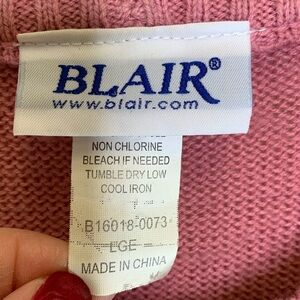 BLAIR®
www.blair.com
NON CHLORINE
BLEACH IF NEEDED
TUMBLE DRY LOW
COOL IRON
B16018-0073
LGE
MADE IN CHINA